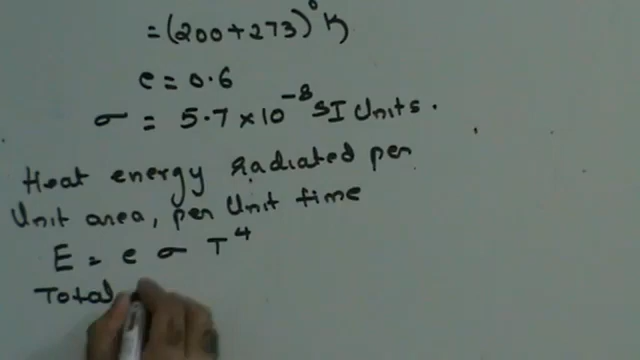 =(200+273)°K
e=0.6
σ = 5.7×10⁻⁸ SI Units.
Heat energy radiated per
Unit area, per Unit time
E = e σ T⁴
Total